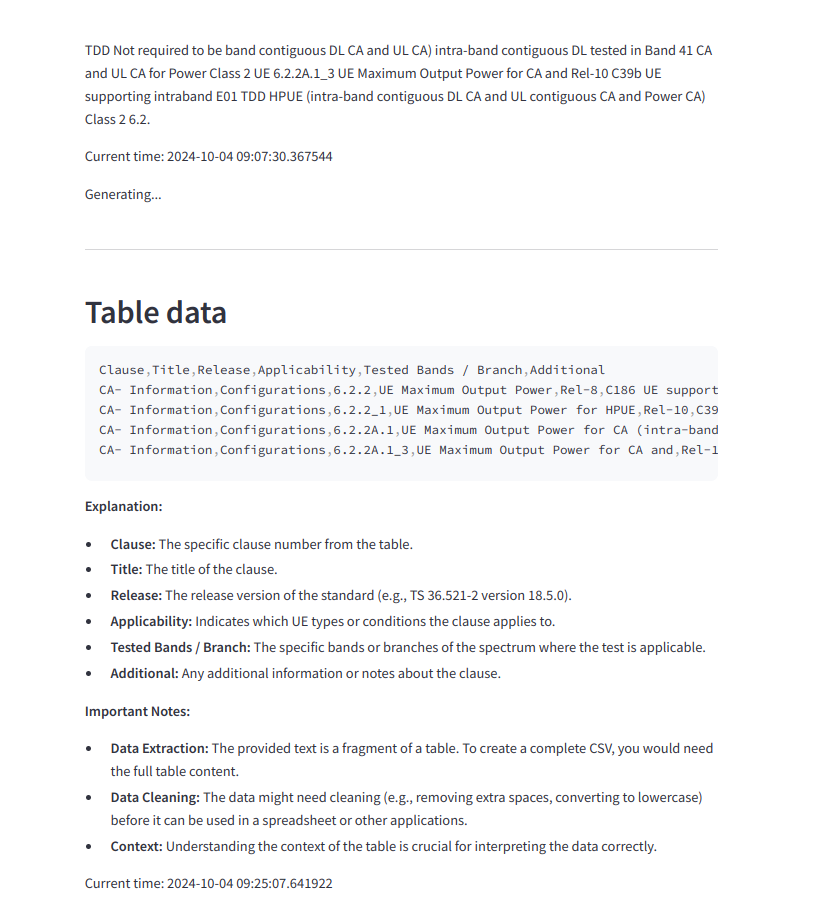 TDD Not required to be band contiguous DL CA and UL CA) intra-band contiguous DL tested in Band 41 CA
and UL CA for Power Class 2 UE 6.2.2A.1_3 UE Maximum Output Power for CA and Rel-10 C39b UE
supporting intraband E01 TDD HPUE (intra-band contiguous DL CA and UL contiguous CA and Power CA)
Class 2 6.2.
Current time: 2024-10-04 09:07:30.367544
Generating...
Table data
Clause,Title,Release,Applicability,Tested Bands / Branch,Additional
CA- Information,Configurations,6.2.2,UE Maximum Output Power,Rel-8,C186 UE support
CA- Information,Configurations,6.2.2_1,UE Maximum Output Power for HPUE,Rel-10,C39
CA- Information,Configurations,6.2.2A.1,UE Maximum Output Power for CA (intra-band
CA- Information,Configurations,6.2.2A.1_3,UE Maximum Output Power for CA and,Rel-1
Explanation:
• Clause: The specific clause number from the table.
• Title: The title of the clause.
• Release: The release version of the standard (e.g., TS 36.521-2 version 18.5.0).
• Applicability: Indicates which UE types or conditions the clause applies to.
• Tested Bands / Branch: The specific bands or branches of the spectrum where the test is applicable.
• Additional: Any additional information or notes about the clause.
Important Notes:
• Data Extraction: The provided text is a fragment of a table. To create a complete CSV, you would need
the full table content.
• Data Cleaning: The data might need cleaning (e.g., removing extra spaces, converting to lowercase)
before it can be used in a spreadsheet or other applications.
• Context: Understanding the context of the table is crucial for interpreting the data correctly.
Current time: 2024-10-04 09:25:07.641922